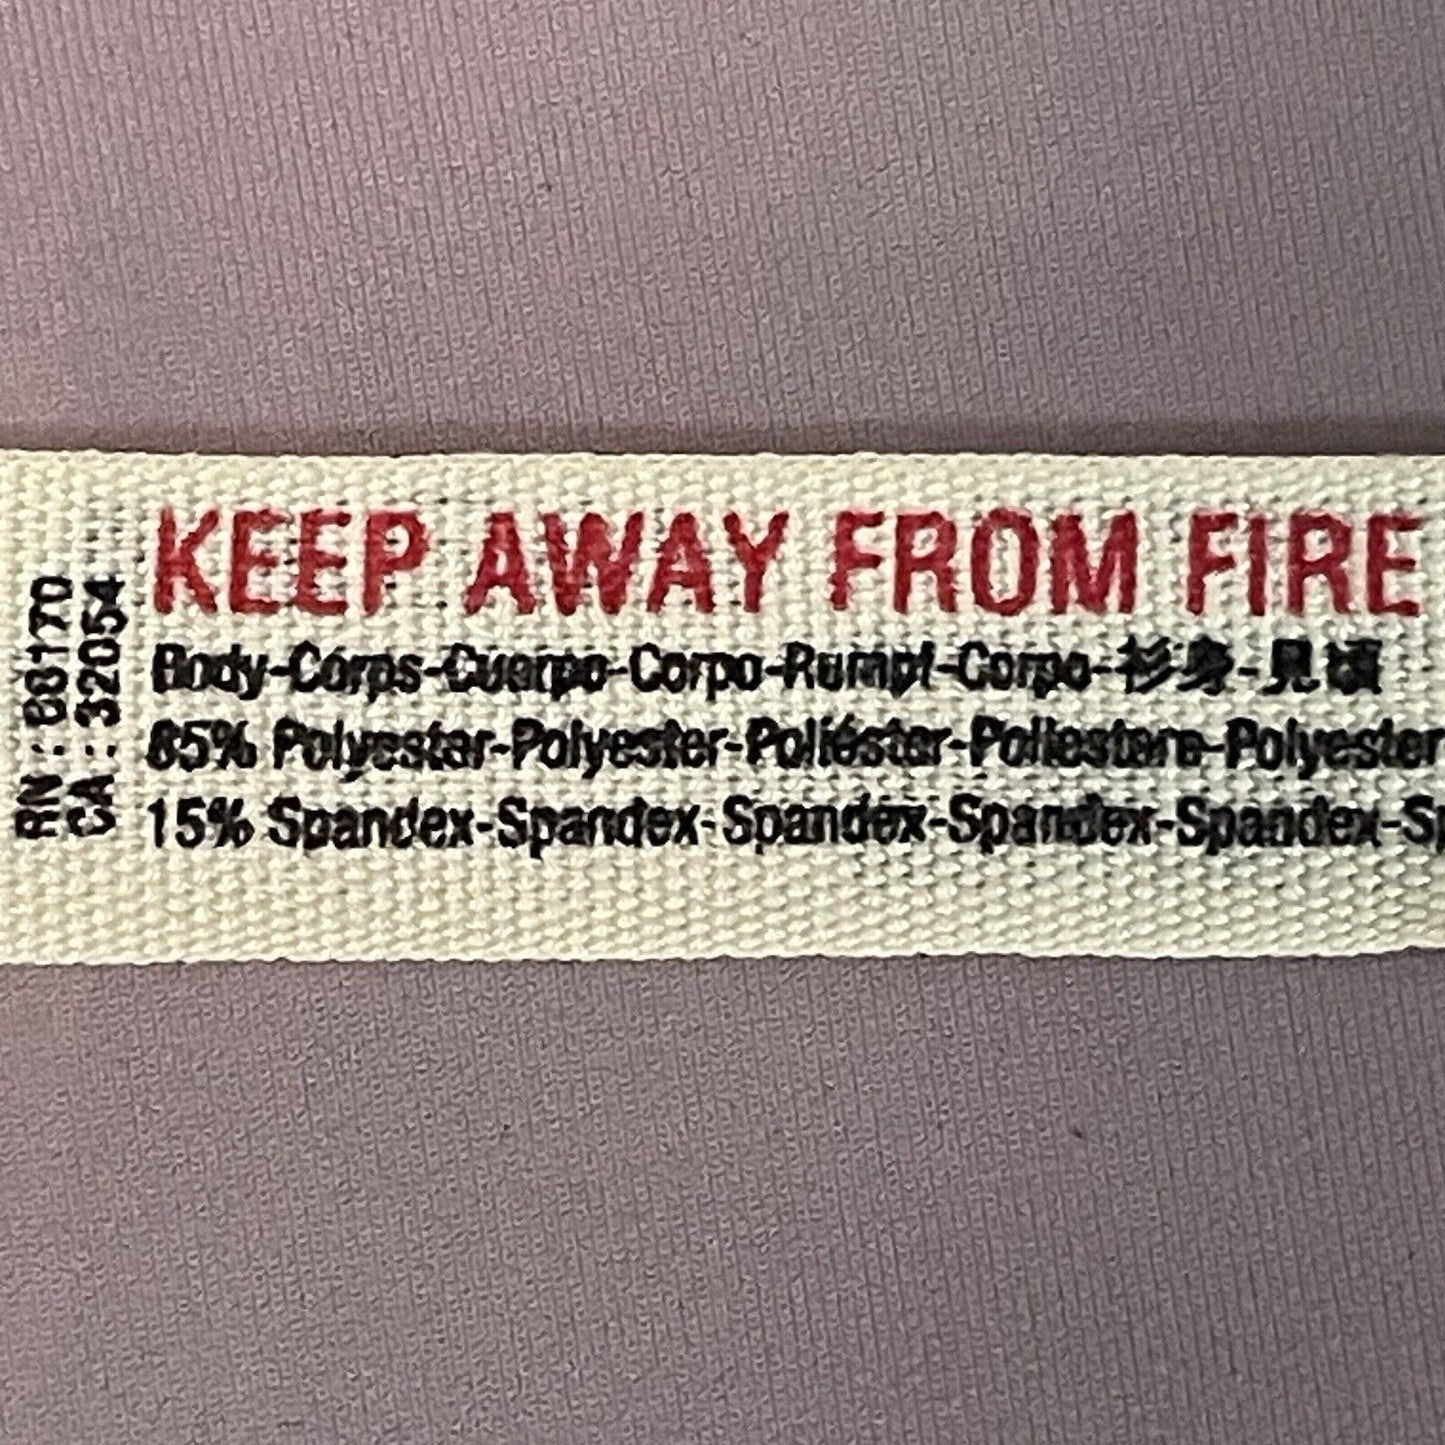 KEEP AWAY FROM FIRE
Body-Corps-Cuerpo-Corpo-Rumpf-Corpo-衫身-見頃
85% Polyester-Polyester-Poliéster-Poliestere-Polyester
15% Spandex-Spandex-Spandex-Spandex-Spandex-Sp
RN:
CA: 32054